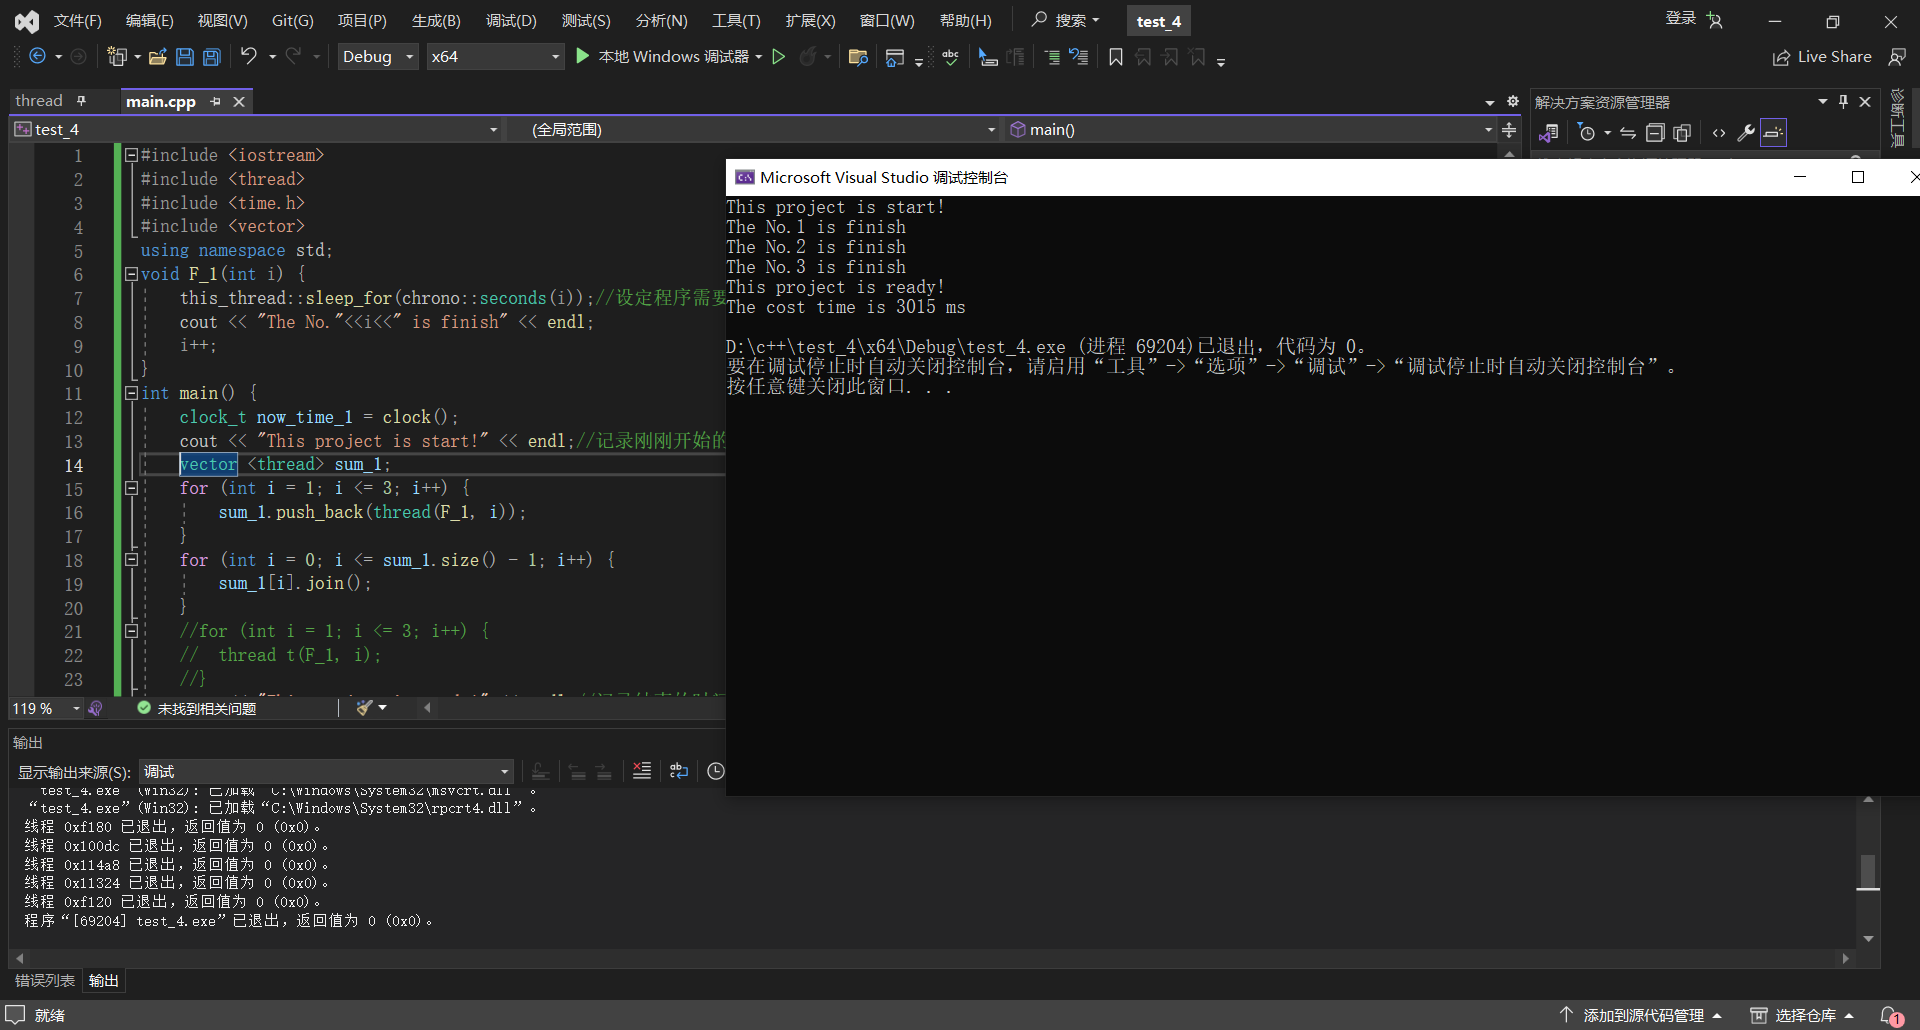 文件(F) 编辑(E) 视图(V) Git(G) 项目(P) 生成(B) 调试(D) 测试(S) 分析(N) 工具(T) 扩展(X) 窗口(W) 帮助(H) 搜索 test_4 登录
Debug x64 本地 Windows 调试器 Live Share
thread main.cpp
test_4 (全局范围) main()
解决方案资源管理器
诊断工具
1 #include <iostream>
2 #include <thread>
3 #include <time.h>
4 #include <vector>
5 using namespace std;
6 void F_1(int i) {
7 this_thread::sleep_for(chrono::seconds(i));//设定程序需要
8 cout << "The No."<<i<<" is finish" << endl;
9 i++;
10 }
11 int main() {
12 clock_t now_time_1 = clock();
13 cout << "This project is start!" << endl;//记录刚刚开始的
14 vector <thread> sum_1;
15 for (int i = 1; i <= 3; i++) {
16 sum_1.push_back(thread(F_1, i));
17 }
18 for (int i = 0; i <= sum_1.size() - 1; i++) {
19 sum_1[i].join();
20 }
21 //for (int i = 1; i <= 3; i++) {
22 // thread t(F_1, i);
23 //}
119 % 未找到相关问题
Microsoft Visual Studio 调试控制台
This project is start!
The No.1 is finish
The No.2 is finish
The No.3 is finish
This project is ready!
The cost time is 3015 ms
D:\c++\test_4\x64\Debug\test_4.exe (进程 69204)已退出，代码为 0。
要在调试停止时自动关闭控制台，请启用“工具”->“选项”->“调试”->“调试停止时自动关闭控制台”。
按任意键关闭此窗口. . .
输出
显示输出来源(S): 调试
test_4.exe (Win32): 已加载 C:\Windows\System32\msvcrt.dll 。
“test_4.exe”(Win32): 已加载“C:\Windows\System32\rpcrt4.dll”。
线程 0xf180 已退出，返回值为 0 (0x0)。
线程 0x100dc 已退出，返回值为 0 (0x0)。
线程 0x114a8 已退出，返回值为 0 (0x0)。
线程 0x11324 已退出，返回值为 0 (0x0)。
线程 0xf120 已退出，返回值为 0 (0x0)。
程序“[69204] test_4.exe”已退出，返回值为 0 (0x0)。
错误列表 输出
就绪 添加到源代码管理 选择仓库 1